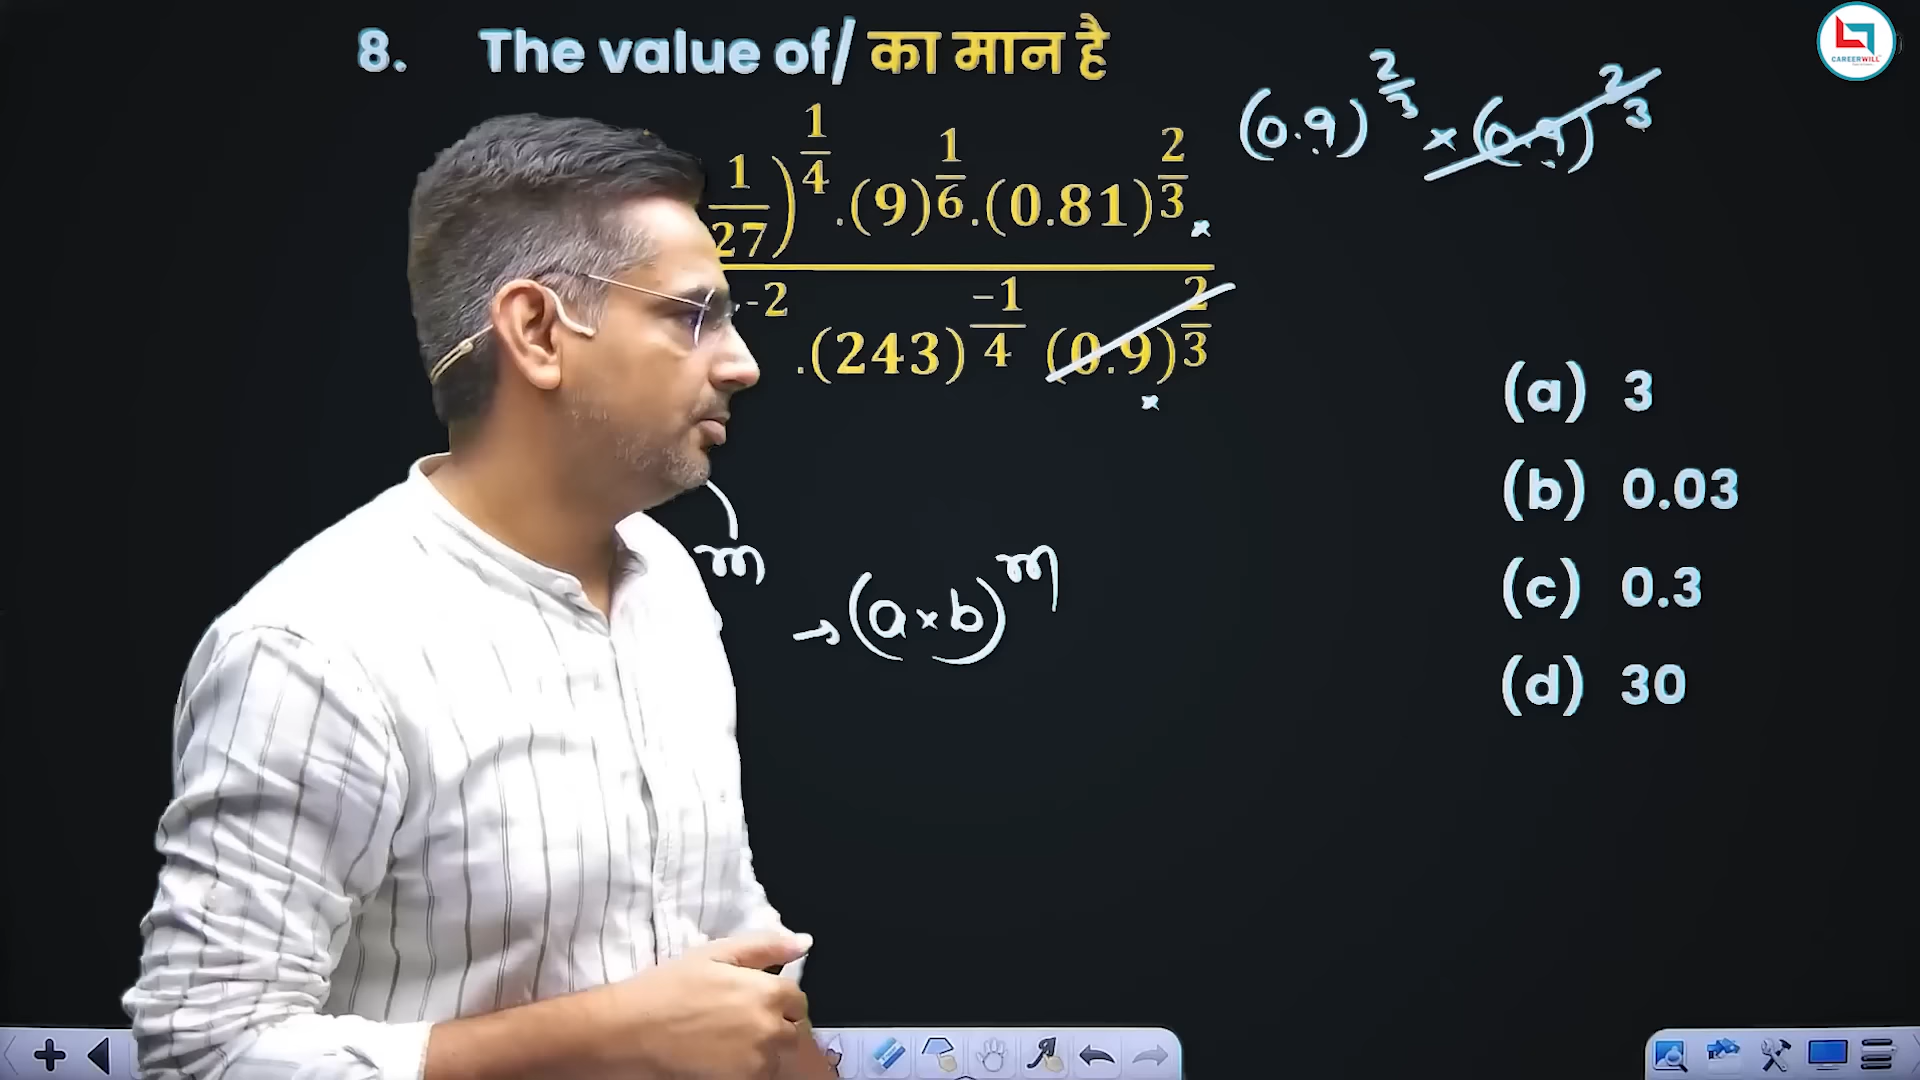 8. The value of/ का मान है
(0.9)^{2/3} × (0.9)^{2/3}
1/27)^{1/4} .(9)^{1/6}.(0.81)^{2/3} ×
-2 .(243)^{-1/4} (0.9)^{2/3} ×
(a) 3
(b) 0.03
m → (a×b)^m
(c) 0.3
(d) 30
CAREERWILL